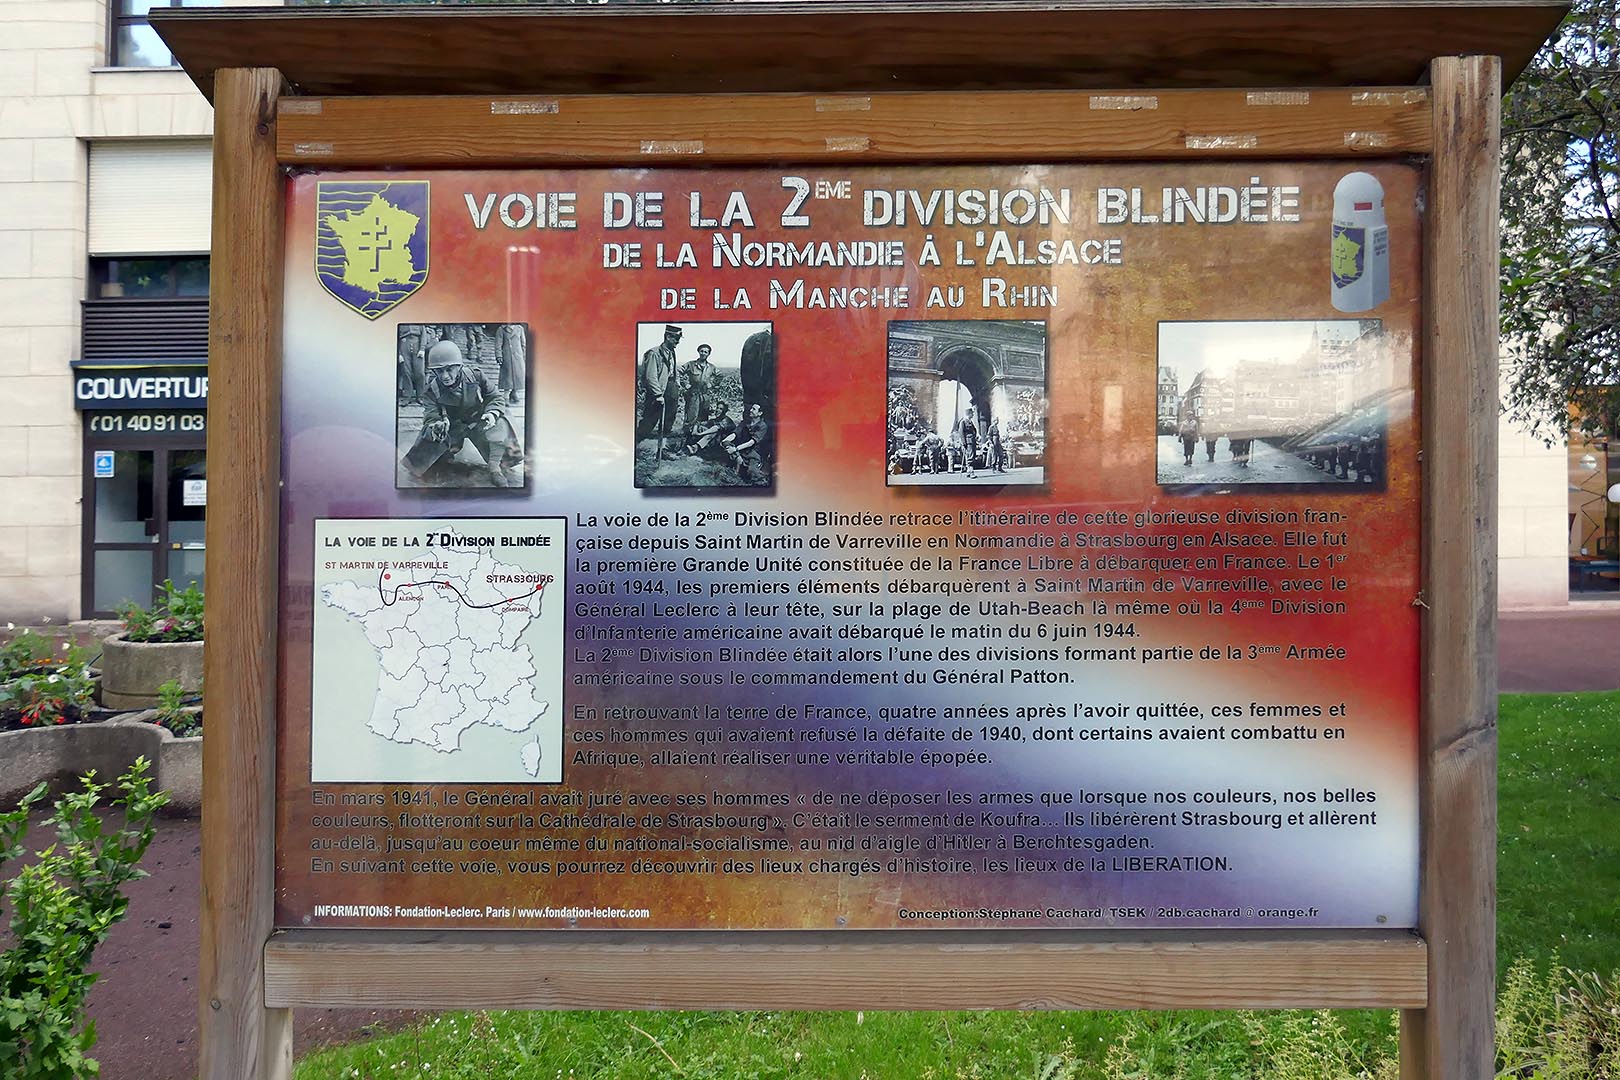 VOIE DE LA 2ÈME DIVISION BLINDÉE
DE LA NORMANDIE À L'ALSACE
DE LA MANCHE AU RHIN
COUVERTUR
01 40 91 03
LA VOIE DE LA 2e DIVISION BLINDÉE
ST MARTIN DE VARREVILLE
STRASBOURG
ALENÇON
DOMPAIRE
La voie de la 2ème Division Blindée retrace l'itinéraire de cette glorieuse division fran-
çaise depuis Saint Martin de Varreville en Normandie à Strasbourg en Alsace. Elle fut
la première Grande Unité constituée de la France Libre à débarquer en France. Le 1er
août 1944, les premiers éléments débarquèrent à Saint Martin de Varreville, avec le
Général Leclerc à leur tête, sur la plage de Utah-Beach là même où la 4ème Division
d'Infanterie américaine avait débarqué le matin du 6 juin 1944.
La 2ème Division Blindée était alors l'une des divisions formant partie de la 3ème Armée
américaine sous le commandement du Général Patton.
En retrouvant la terre de France, quatre années après l'avoir quittée, ces femmes et
ces hommes qui avaient refusé la défaite de 1940, dont certains avaient combattu en
Afrique, allaient réaliser une véritable épopée.
En mars 1941, le Général avait juré avec ses hommes « de ne déposer les armes que lorsque nos couleurs, nos belles
couleurs, flotteront sur la Cathédrale de Strasbourg ». C'était le serment de Koufra... Ils libérèrent Strasbourg et allèrent
au-delà, jusqu'au coeur même du national-socialisme, au nid d'aigle d'Hitler à Berchtesgaden.
En suivant cette voie, vous pourrez découvrir des lieux chargés d'histoire, les lieux de la LIBERATION.
INFORMATIONS: Fondation-Leclerc. Paris / www.fondation-leclerc.com
Conception:Stéphane Cachard/ TSEK / 2db.cachard @ orange.fr